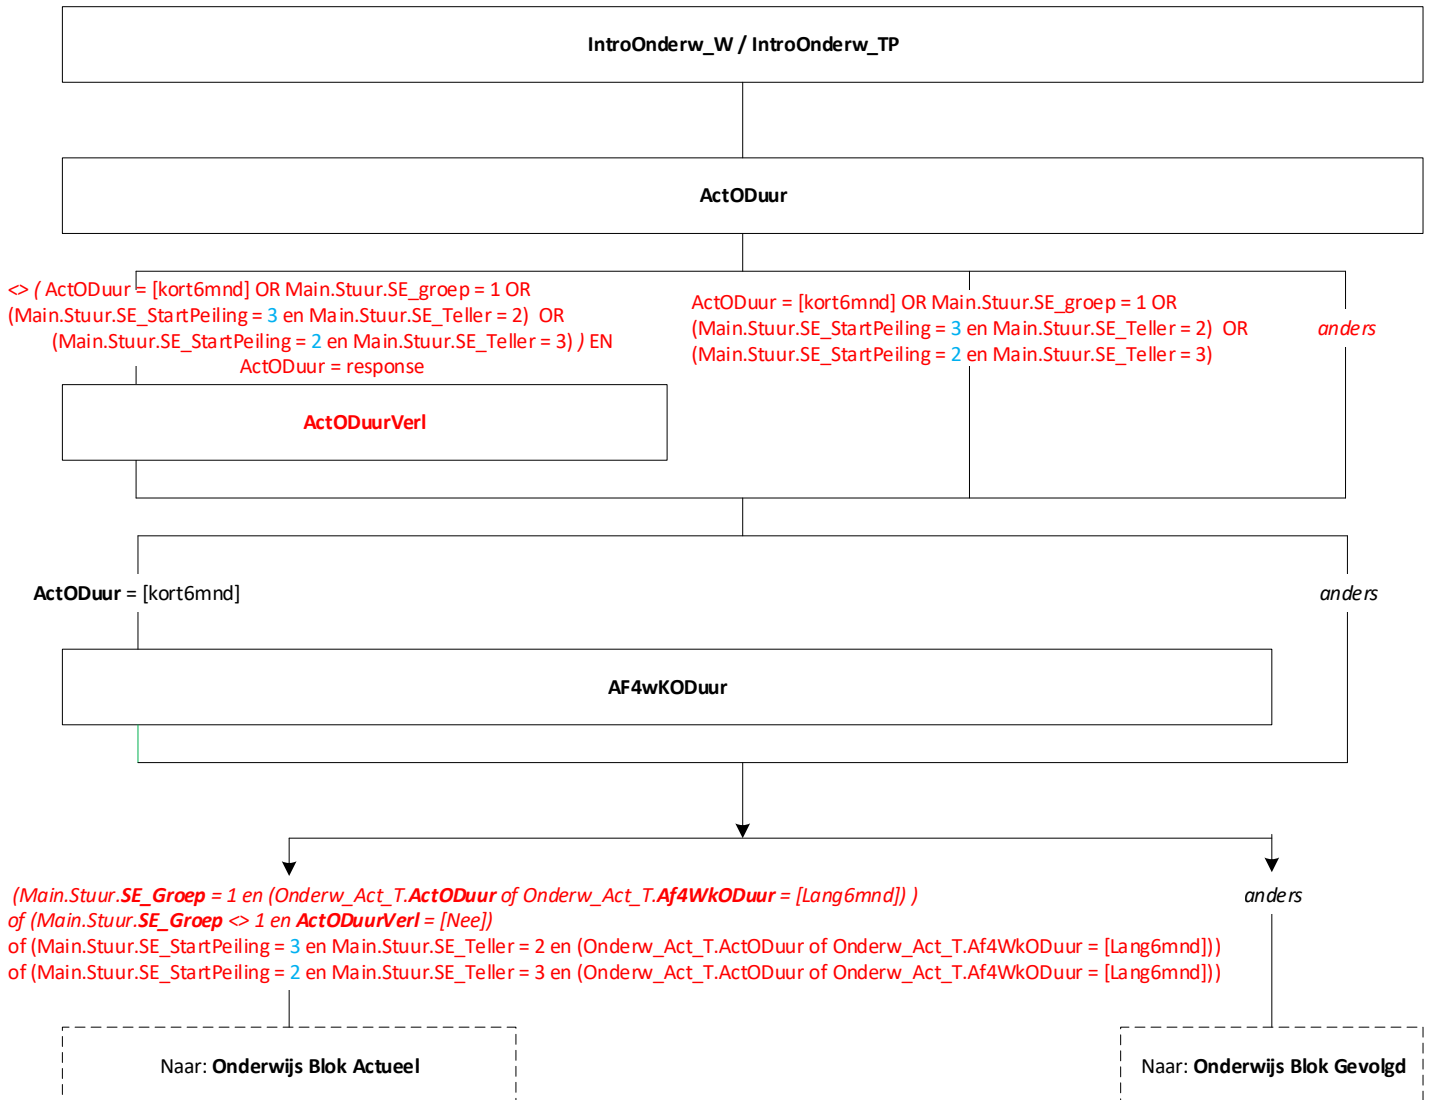 IntroOnderw_W / IntroOnderw_TP
ActODuur
<> ( ActODuur = [kort6mnd] OR Main.Stuur.SE_groep = 1 OR
(Main.Stuur.SE_StartPeiling = 3 en Main.Stuur.SE_Teller = 2) OR
(Main.Stuur.SE_StartPeiling = 2 en Main.Stuur.SE_Teller = 3) ) EN
ActODuur = response
ActODuur = [kort6mnd] OR Main.Stuur.SE_groep = 1 OR
(Main.Stuur.SE_StartPeiling = 3 en Main.Stuur.SE_Teller = 2) OR
(Main.Stuur.SE_StartPeiling = 2 en Main.Stuur.SE_Teller = 3)
anders
ActODuurVerl
ActODuur = [kort6mnd]
anders
AF4wKODuur
(Main.Stuur.SE_Groep = 1 en (Onderw_Act_T.ActODuur of Onderw_Act_T.Af4WkODuur = [Lang6mnd]) )
of (Main.Stuur.SE_Groep <> 1 en ActODuurVerl = [Nee])
of (Main.Stuur.SE_StartPeiling = 3 en Main.Stuur.SE_Teller = 2 en (Onderw_Act_T.ActODuur of Onderw_Act_T.Af4WkODuur = [Lang6mnd]))
of (Main.Stuur.SE_StartPeiling = 2 en Main.Stuur.SE_Teller = 3 en (Onderw_Act_T.ActODuur of Onderw_Act_T.Af4WkODuur = [Lang6mnd]))
anders
Naar: Onderwijs Blok Actueel
Naar: Onderwijs Blok Gevolgd